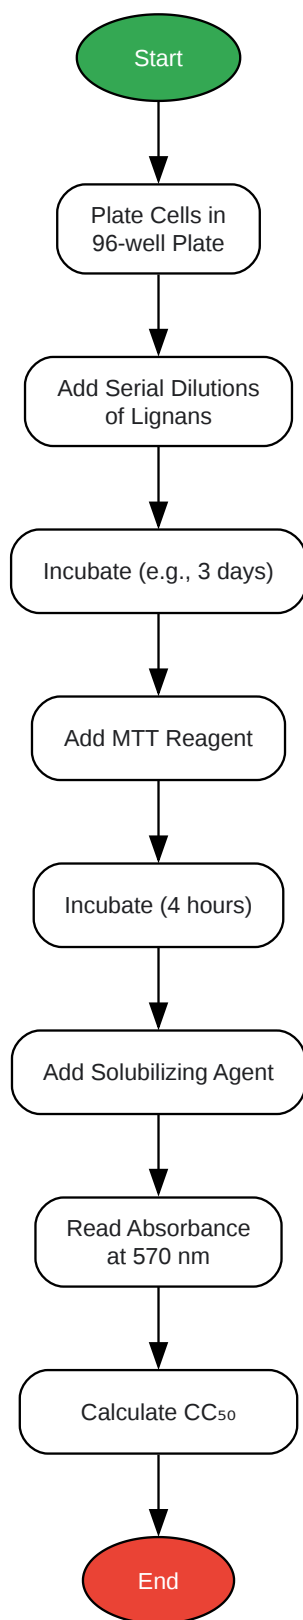 Start
Plate Cells in
96-well Plate
Add Serial Dilutions
of Lignans
Incubate (e.g., 3 days)
Add MTT Reagent
Incubate (4 hours)
Add Solubilizing Agent
Read Absorbance
at 570 nm
Calculate CC₅₀
End